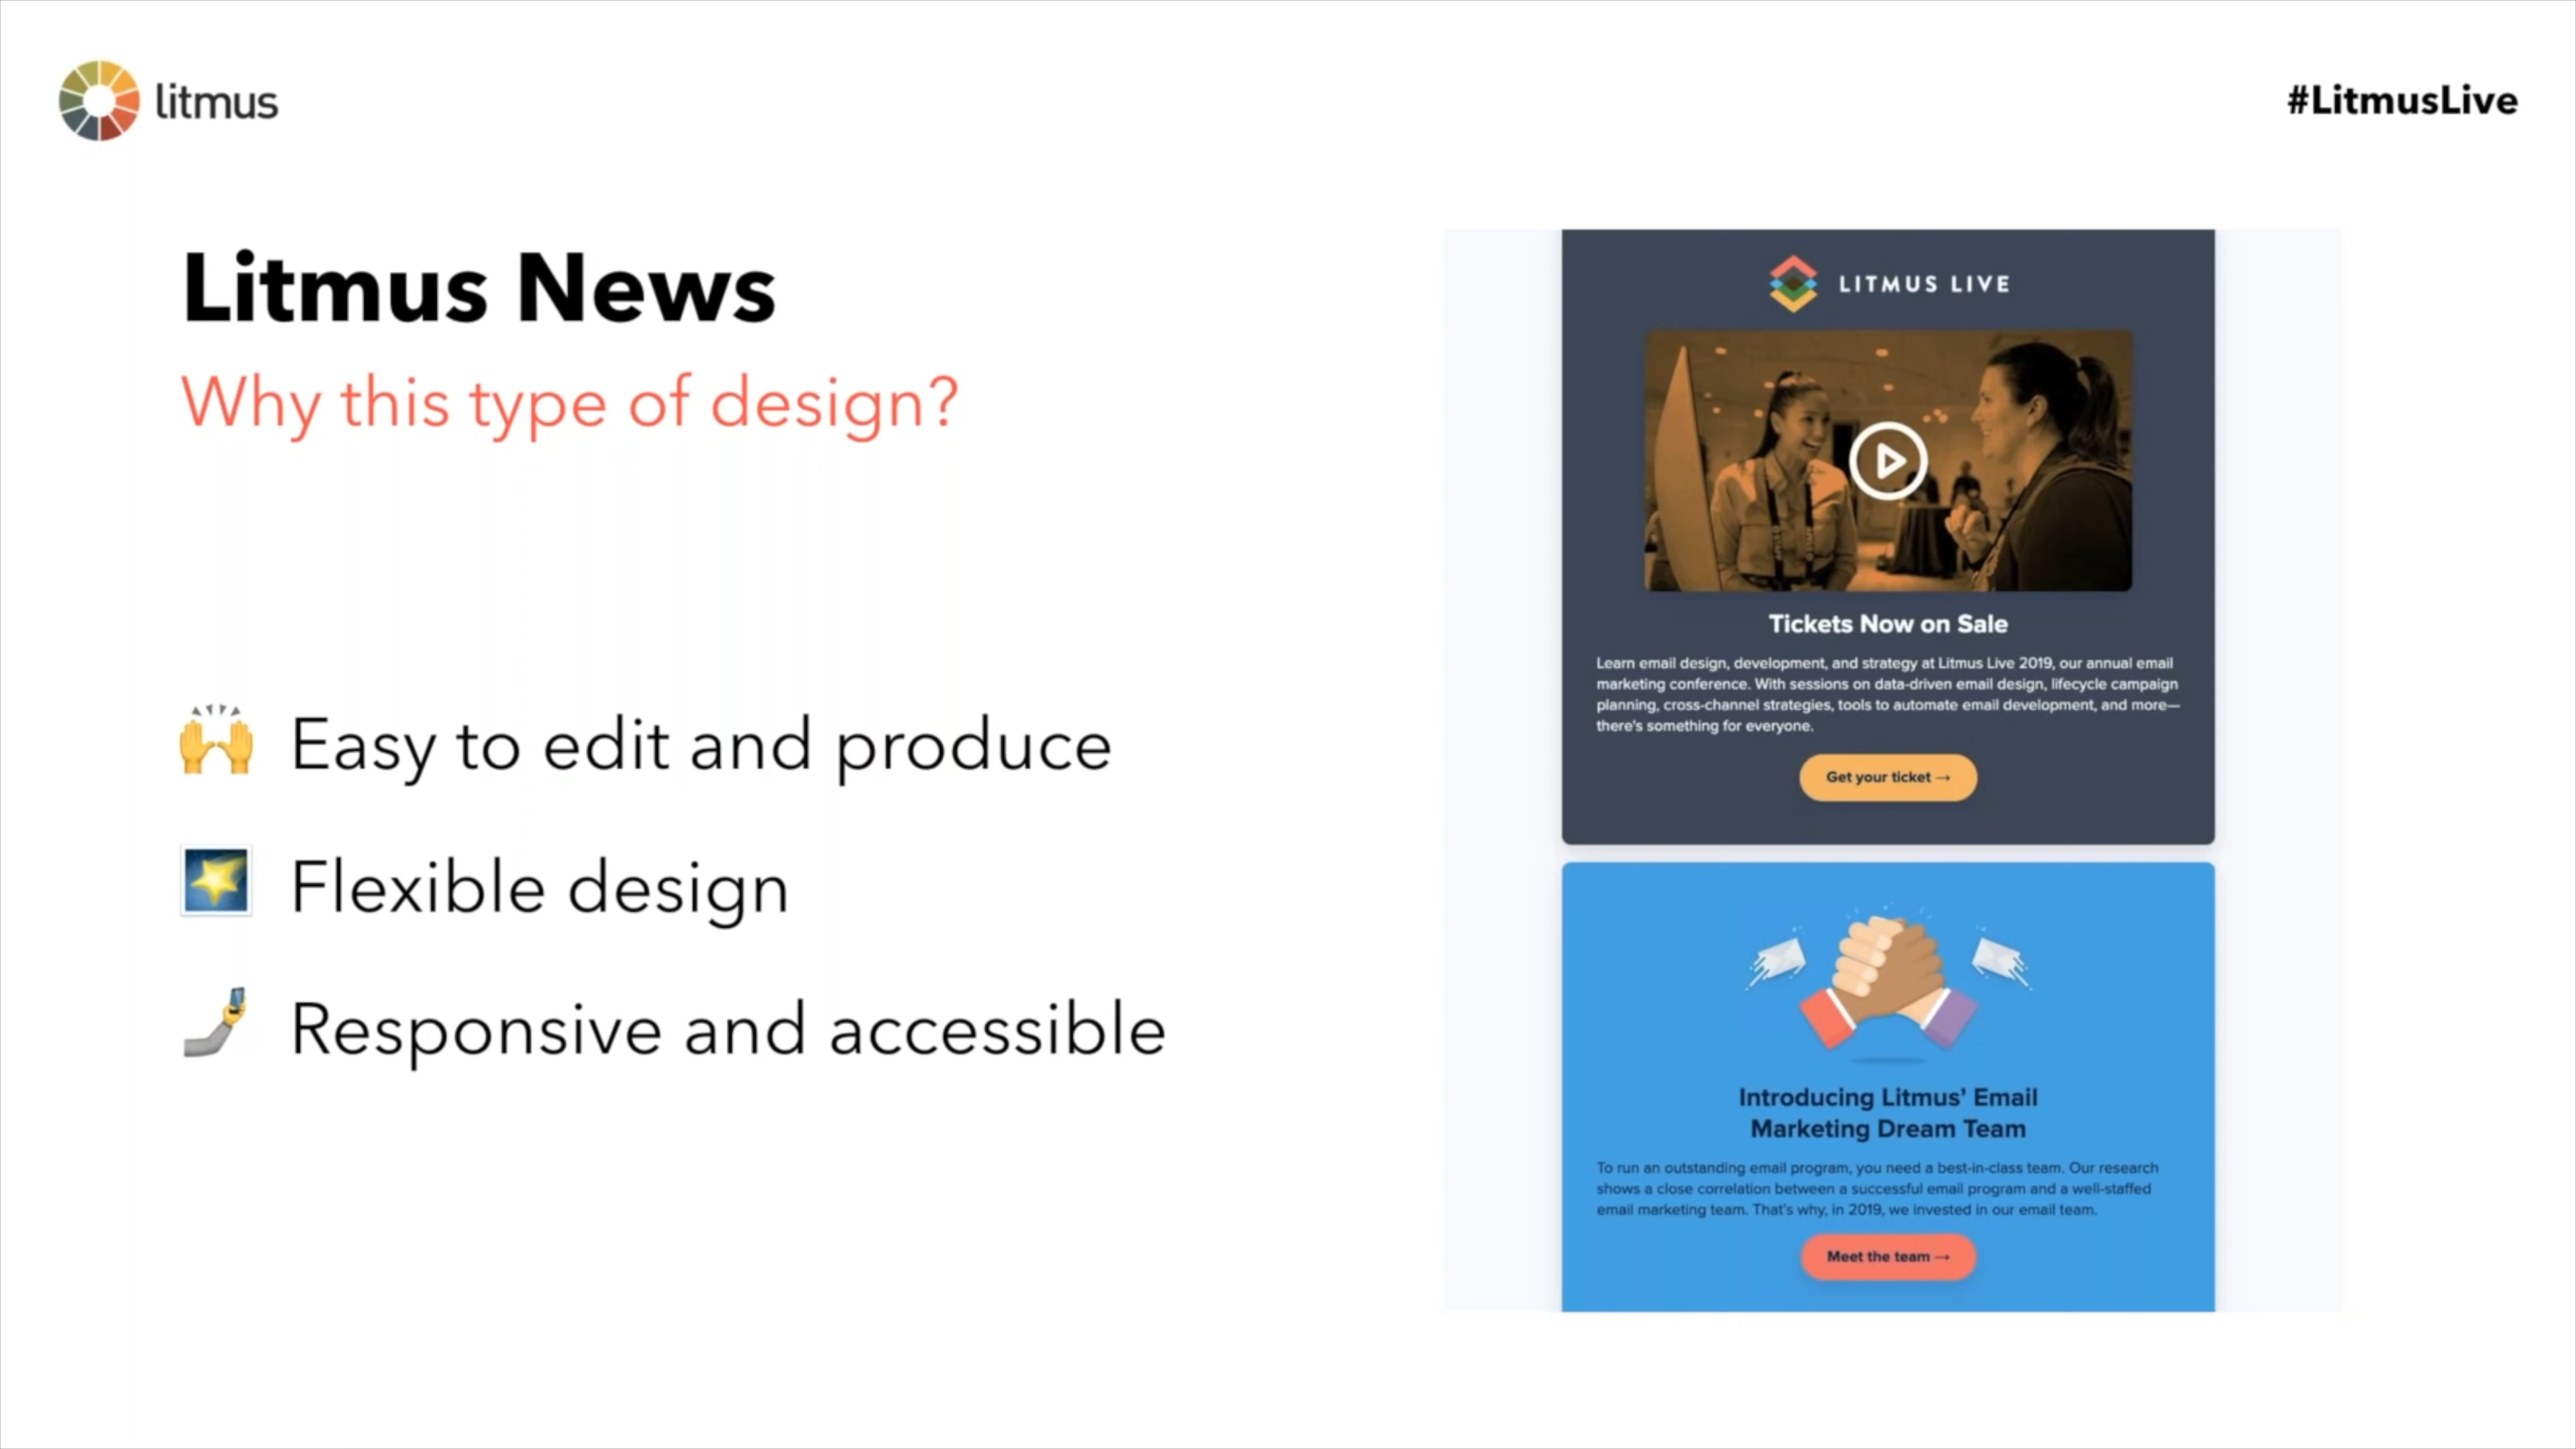 litmus
#LitmusLive
Litmus News
Why this type of design?
Easy to edit and produce
Flexible design
Responsive and accessible
LITMUS LIVE
Tickets Now on Sale
Learn email design, development, and strategy at Litmus Live 2019, our annual email
marketing conference. With sessions on data-driven email design, lifecycle campaign
planning, cross-channel strategies, tools to automate email development, and more—
there's something for everyone.
Get your ticket →
Introducing Litmus’ Email
Marketing Dream Team
To run an outstanding email program, you need a best-in-class team. Our research
shows a close correlation between a successful email program and a well-staffed
email marketing team. That's why, in 2019, we invested in our email team.
Meet the team →